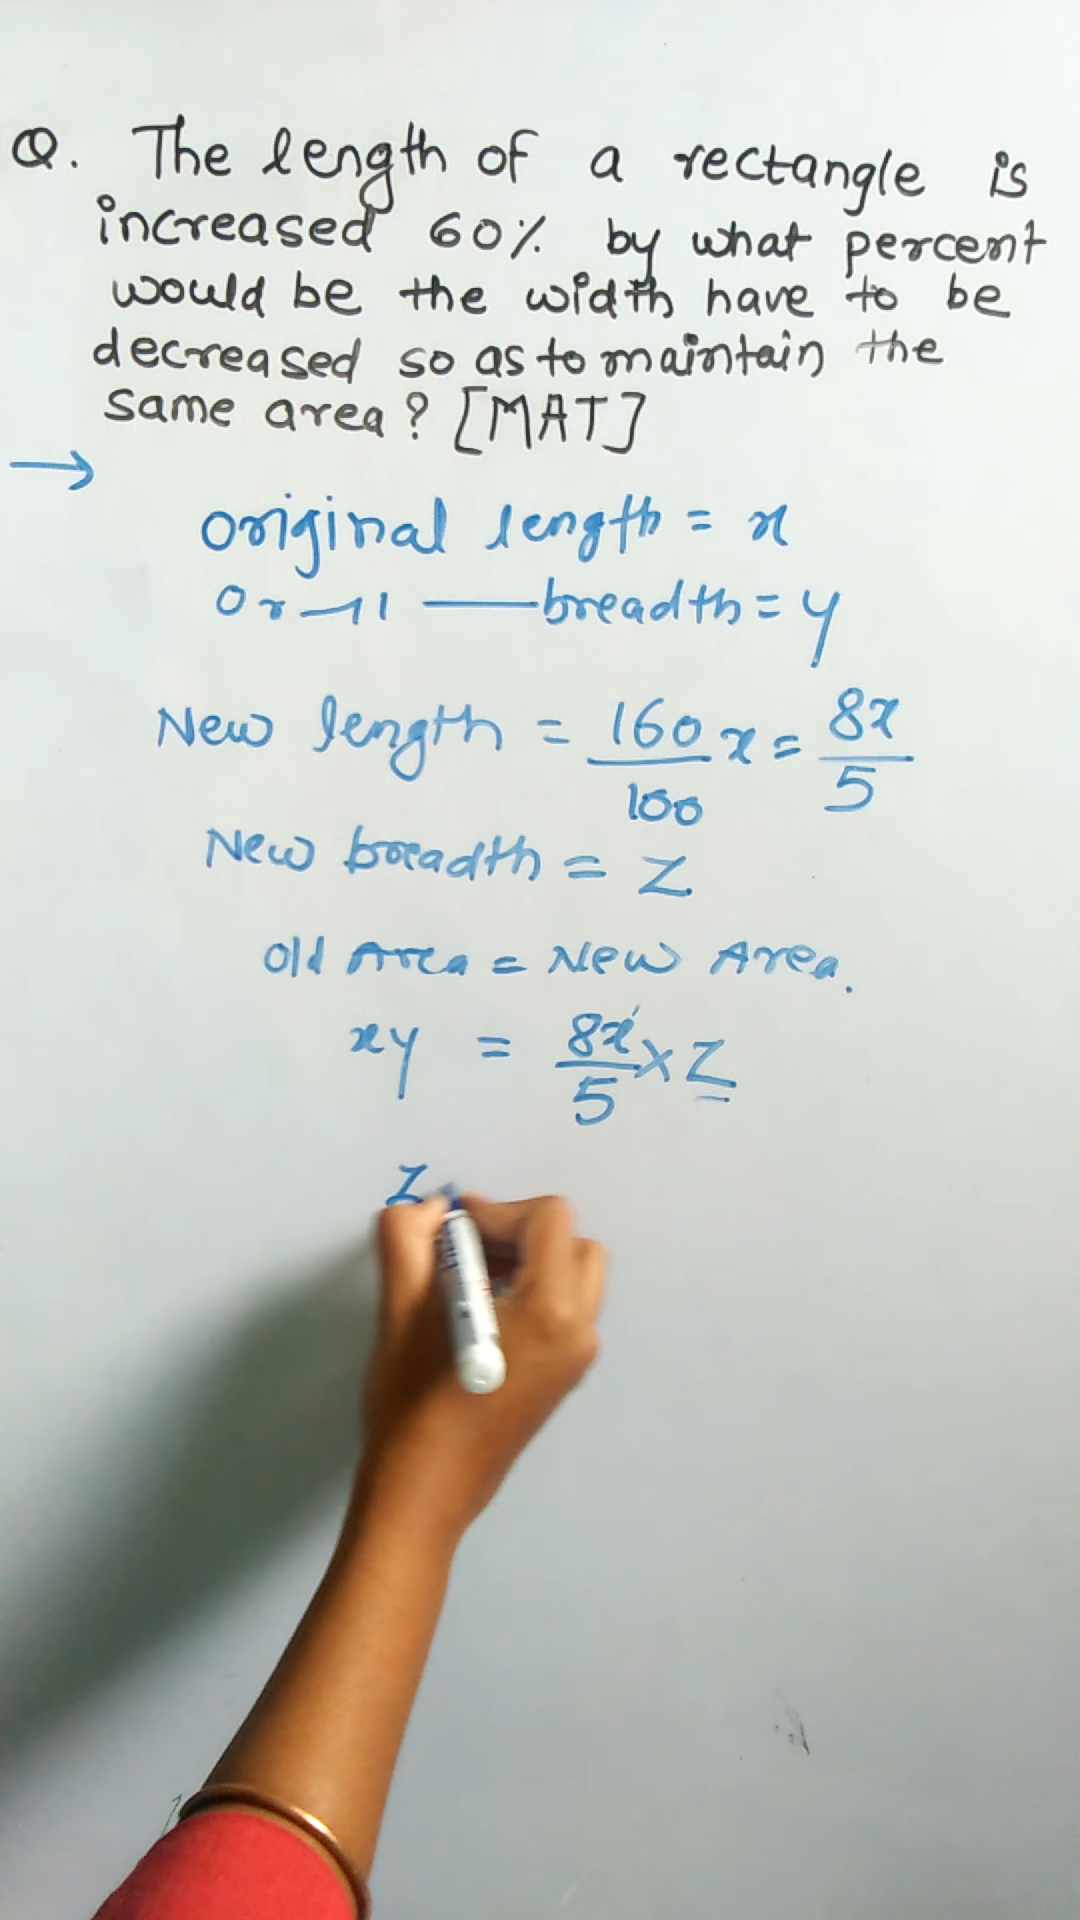 Q. The length of a rectangle is
increased 60% by what percent
would be the width have to be
decreased so as to maintain the
same area? [MAT]
→
original length = x
breadth = y
New length = 160/100 x = 8x/5
New breadth = Z
Old Area = New Area.
xy = 8x/5 × Z
Z